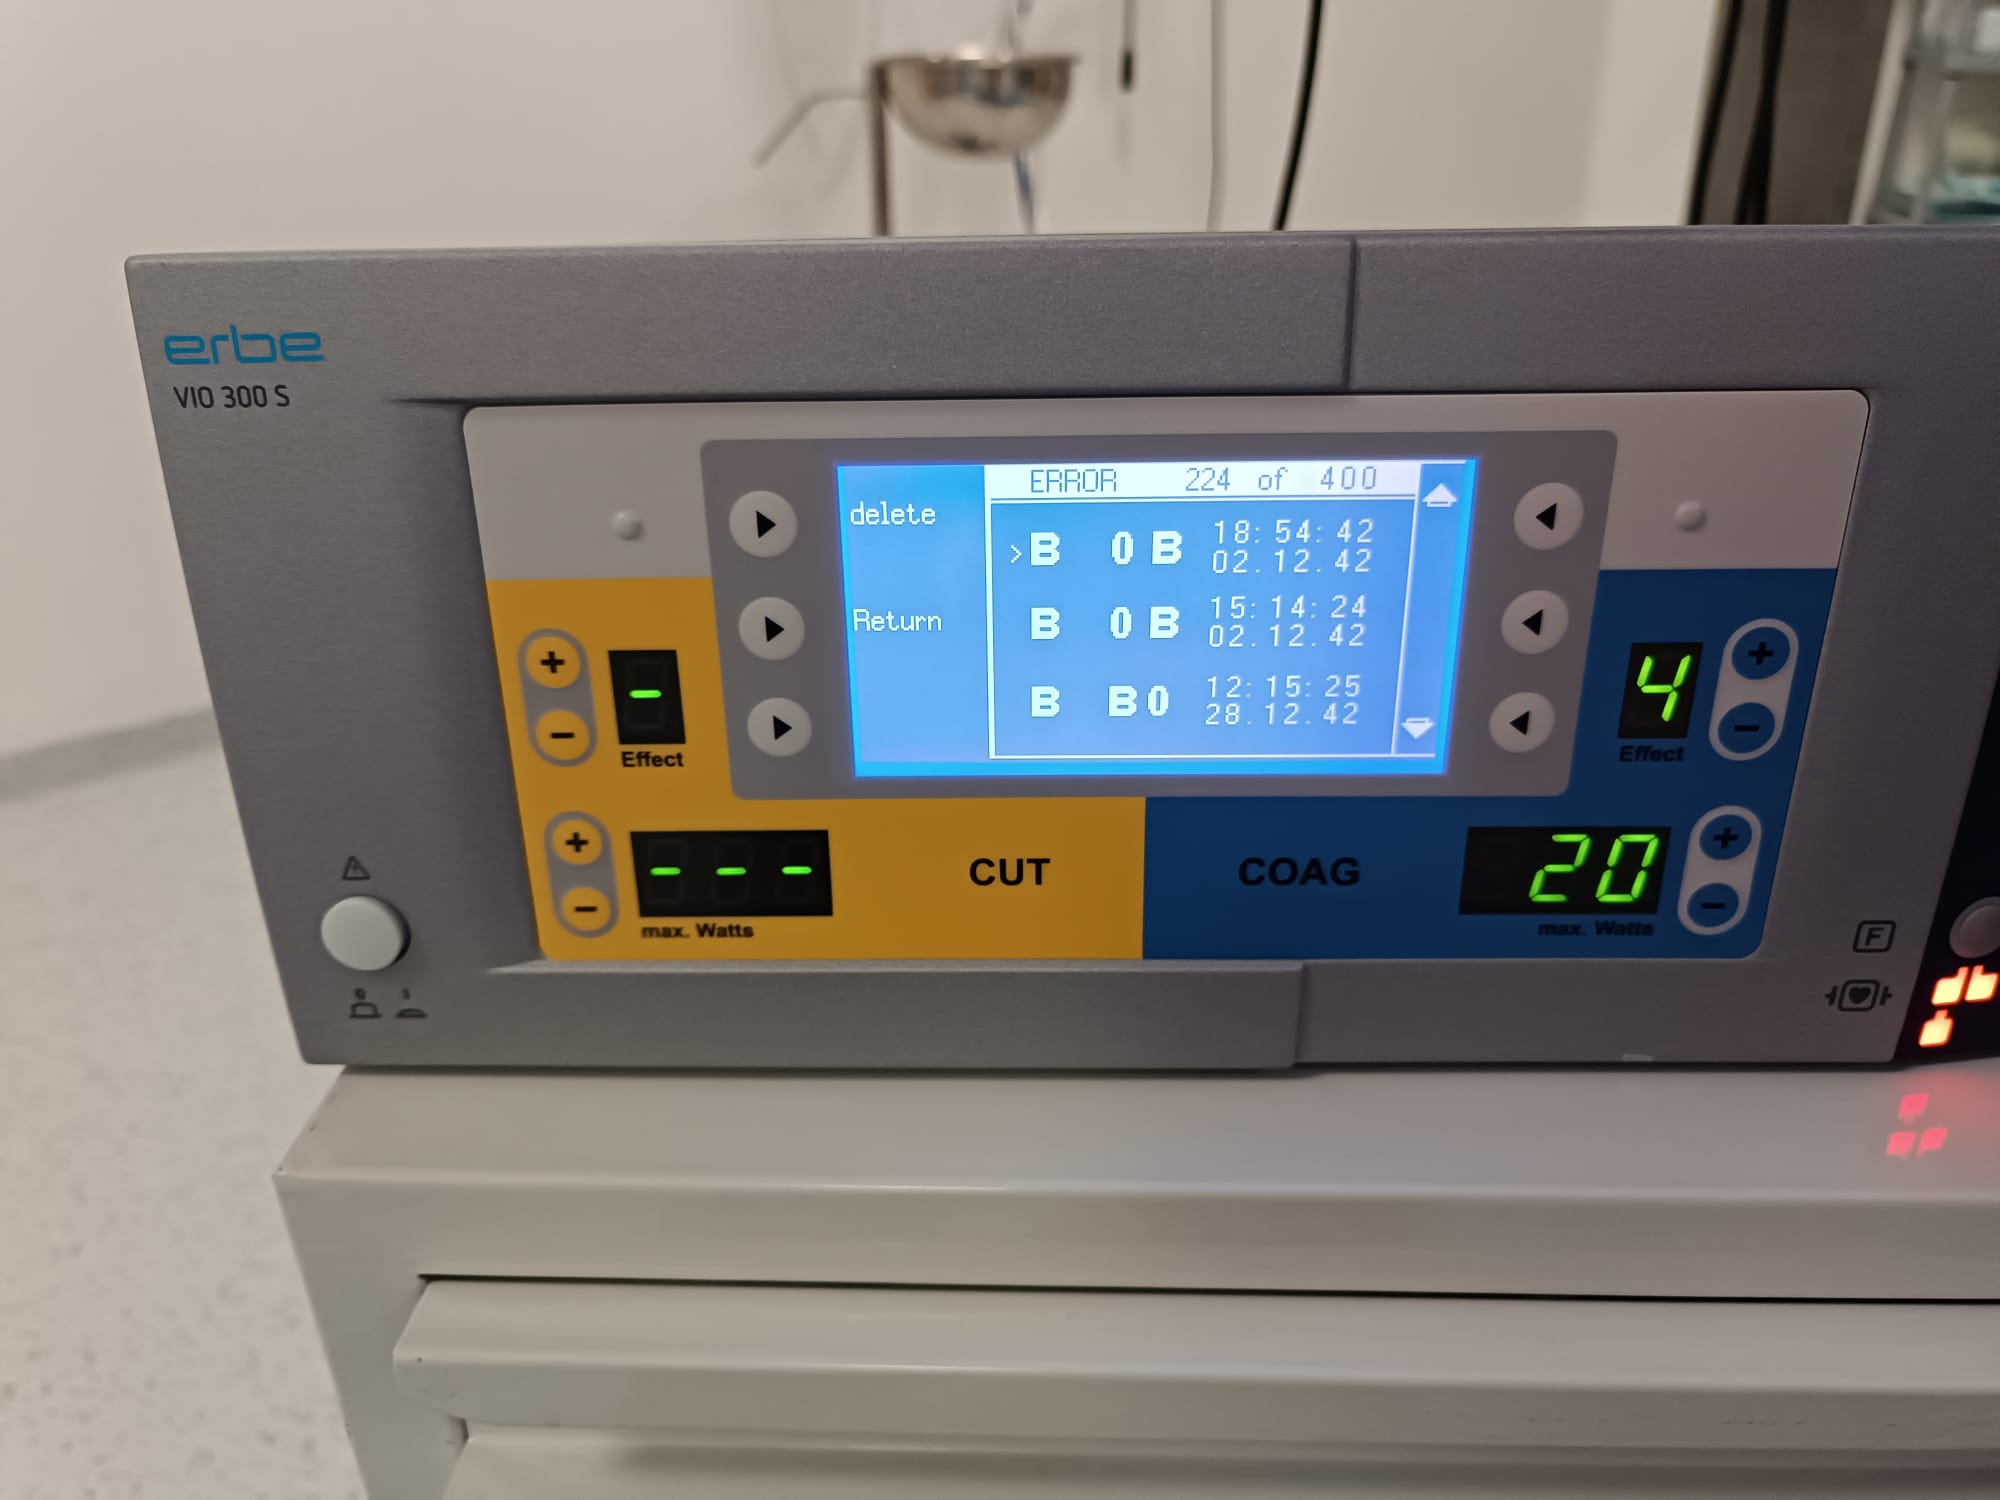 erbe
VIO 300 S
ERROR 224 of 400
delete
>B 0B 18:54:42
02.12.42
B 0B 15:14:24
02.12.42
Return
B B0 12:15:25
28.12.42
+
-
-
Effect
4
Effect
+
-
+
-
- - -
max. Watts
CUT
COAG
20
max. Watts
+
-
F